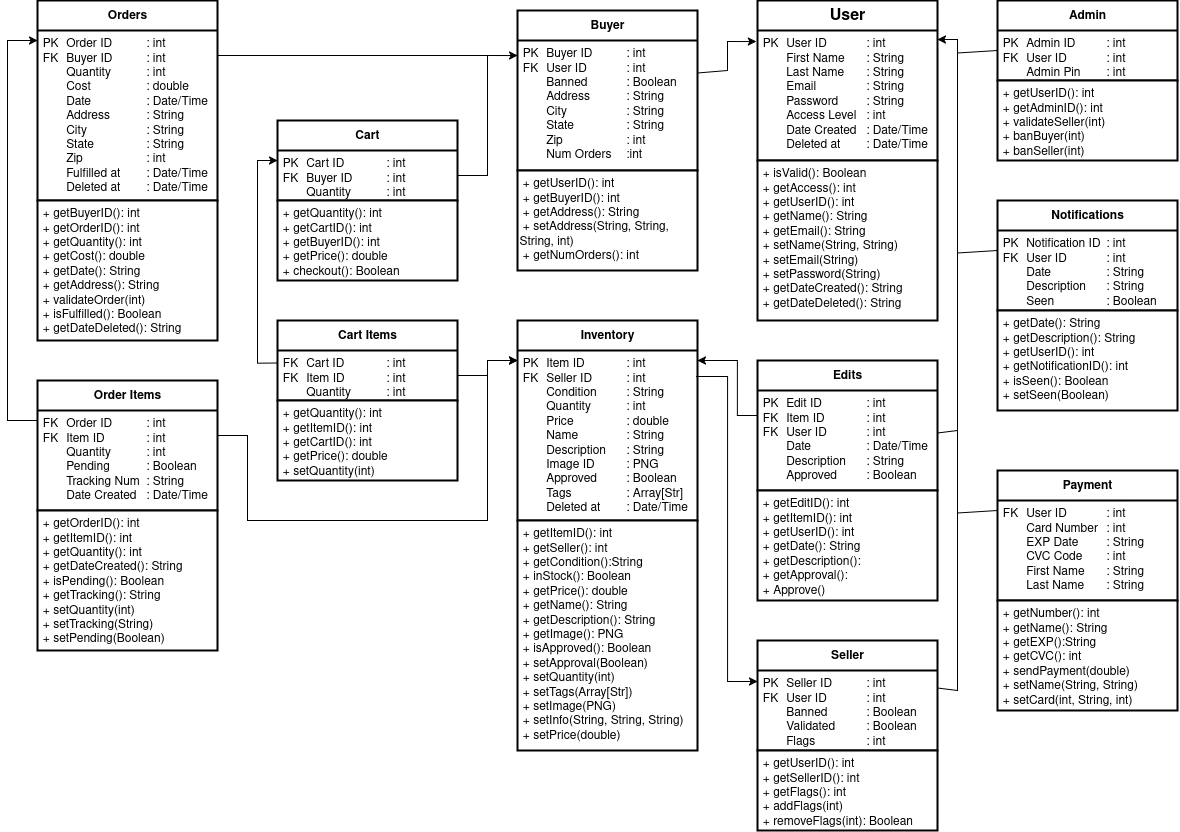 Orders
PK Order ID : int
FK Buyer ID : int
Quantity : int
Cost : double
Date : Date/Time
Address : String
City : String
State : String
Zip : int
Fulfilled at : Date/Time
Deleted at : Date/Time
+ getBuyerID(): int
+ getOrderID(): int
+ getQuantity(): int
+ getCost(): double
+ getDate(): String
+ getAddress(): String
+ validateOrder(int)
+ isFulfilled(): Boolean
+ getDateDeleted(): String
Order Items
FK Order ID : int
FK Item ID : int
Quantity : int
Pending : Boolean
Tracking Num : String
Date Created : Date/Time
+ getOrderID(): int
+ getItemID(): int
+ getQuantity(): int
+ getDateCreated(): String
+ isPending(): Boolean
+ getTracking(): String
+ setQuantity(int)
+ setTracking(String)
+ setPending(Boolean)
Cart
PK Cart ID : int
FK Buyer ID : int
Quantity : int
+ getQuantity(): int
+ getCartID(): int
+ getBuyerID(): int
+ getPrice(): double
+ checkout(): Boolean
Cart Items
FK Cart ID : int
FK Item ID : int
Quantity : int
+ getQuantity(): int
+ getItemID(): int
+ getCartID(): int
+ getPrice(): double
+ setQuantity(int)
Buyer
PK Buyer ID : int
FK User ID : int
Banned : Boolean
Address : String
City : String
State : String
Zip : int
Num Orders :int
+ getUserID(): int
+ getBuyerID(): int
+ getAddress(): String
+ setAddress(String, String,
String, int)
+ getNumOrders(): int
Inventory
PK Item ID : int
FK Seller ID : int
Condition : String
Quantity : int
Price : double
Name : String
Description : String
Image ID : PNG
Approved : Boolean
Tags : Array[Str]
Deleted at : Date/Time
+ getItemID(): int
+ getSeller(): int
+ getCondition():String
+ inStock(): Boolean
+ getPrice(): double
+ getName(): String
+ getDescription(): String
+ getImage(): PNG
+ isApproved(): Boolean
+ setApproval(Boolean)
+ setQuantity(int)
+ setTags(Array[Str])
+ setImage(PNG)
+ setInfo(String, String, String)
+ setPrice(double)
User
PK User ID : int
First Name : String
Last Name : String
Email : String
Password : String
Access Level : int
Date Created : Date/Time
Deleted at : Date/Time
+ isValid(): Boolean
+ getAccess(): int
+ getUserID(): int
+ getName(): String
+ getEmail(): String
+ setName(String, String)
+ setEmail(String)
+ setPassword(String)
+ getDateCreated(): String
+ getDateDeleted(): String
Edits
PK Edit ID : int
FK Item ID : int
FK User ID : int
Date : Date/Time
Description : String
Approved : Boolean
+ getEditID(): int
+ getItemID(): int
+ getUserID(): int
+ getDate(): String
+ getDescription():
+ getApproval():
+ Approve()
Seller
PK Seller ID : int
FK User ID : int
Banned : Boolean
Validated : Boolean
Flags : int
+ getUserID(): int
+ getSellerID(): int
+ getFlags(): int
+ addFlags(int)
+ removeFlags(int): Boolean
Admin
PK Admin ID : int
FK User ID : int
Admin Pin : int
+ getUserID(): int
+ getAdminID(): int
+ validateSeller(int)
+ banBuyer(int)
+ banSeller(int)
Notifications
PK Notification ID : int
FK User ID : int
Date : String
Description : String
Seen : Boolean
+ getDate(): String
+ getDescription(): String
+ getUserID(): int
+ getNotificationID(): int
+ isSeen(): Boolean
+ setSeen(Boolean)
Payment
FK User ID : int
Card Number : int
EXP Date : String
CVC Code : int
First Name : String
Last Name : String
+ getNumber(): int
+ getName(): String
+ getEXP():String
+ getCVC(): int
+ sendPayment(double)
+ setName(String, String)
+ setCard(int, String, int)